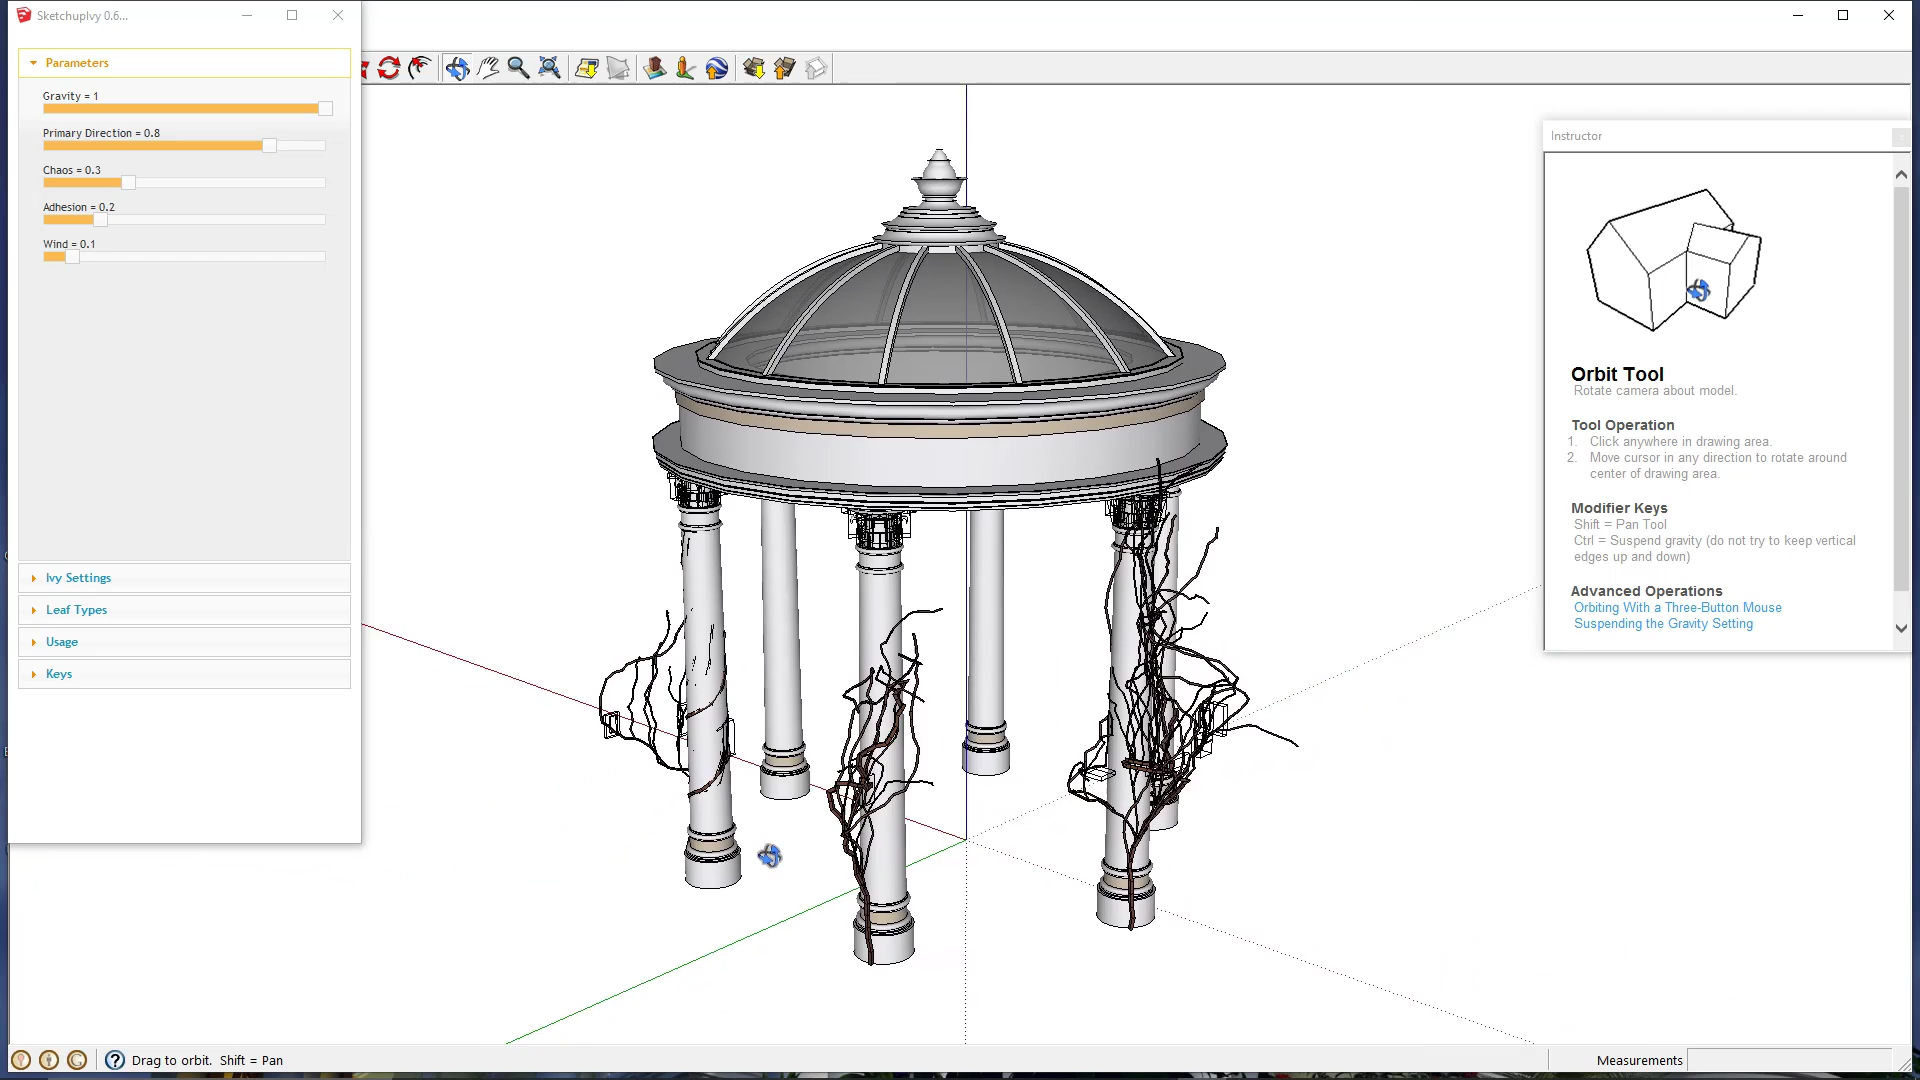 SketchupIvy 0.6...
Parameters
Gravity = 1
Primary Direction = 0.8
Chaos = 0.3
Adhesion = 0.2
Wind = 0.1
Ivy Settings
Leaf Types
Usage
Keys
Instructor
Orbit Tool
Rotate camera about model.
Tool Operation
1. Click anywhere in drawing area.
2. Move cursor in any direction to rotate around
center of drawing area.
Modifier Keys
Shift = Pan Tool
Ctrl = Suspend gravity (do not try to keep vertical
edges up and down)
Advanced Operations
Orbiting With a Three-Button Mouse
Suspending the Gravity Setting
Drag to orbit. Shift = Pan
Measurements